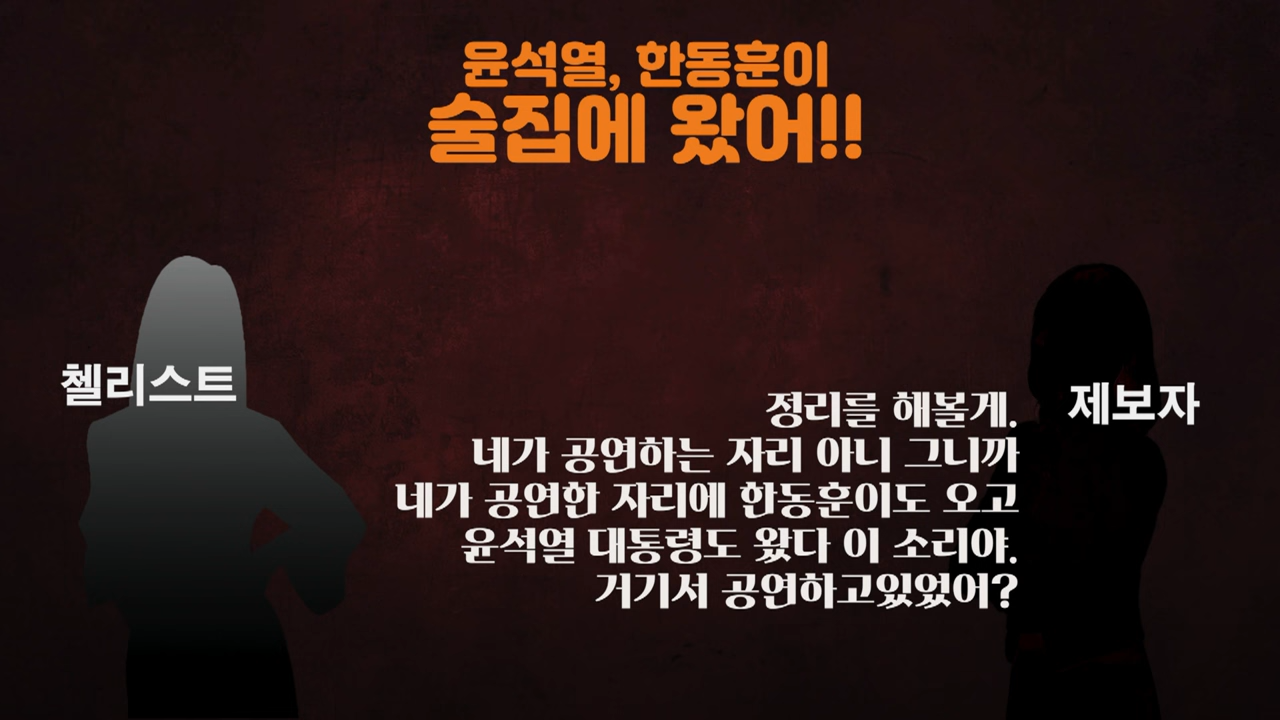 윤석열, 한동훈이
술집에 왔어!!
첼리스트
제보자
정리를 해볼게.
네가 공연하는 자리 아니 그니까
네가 공연한 자리에 한동훈이도 오고
윤석열 대통령도 왔다 이 소리야.
거기서 공연하고있었어?